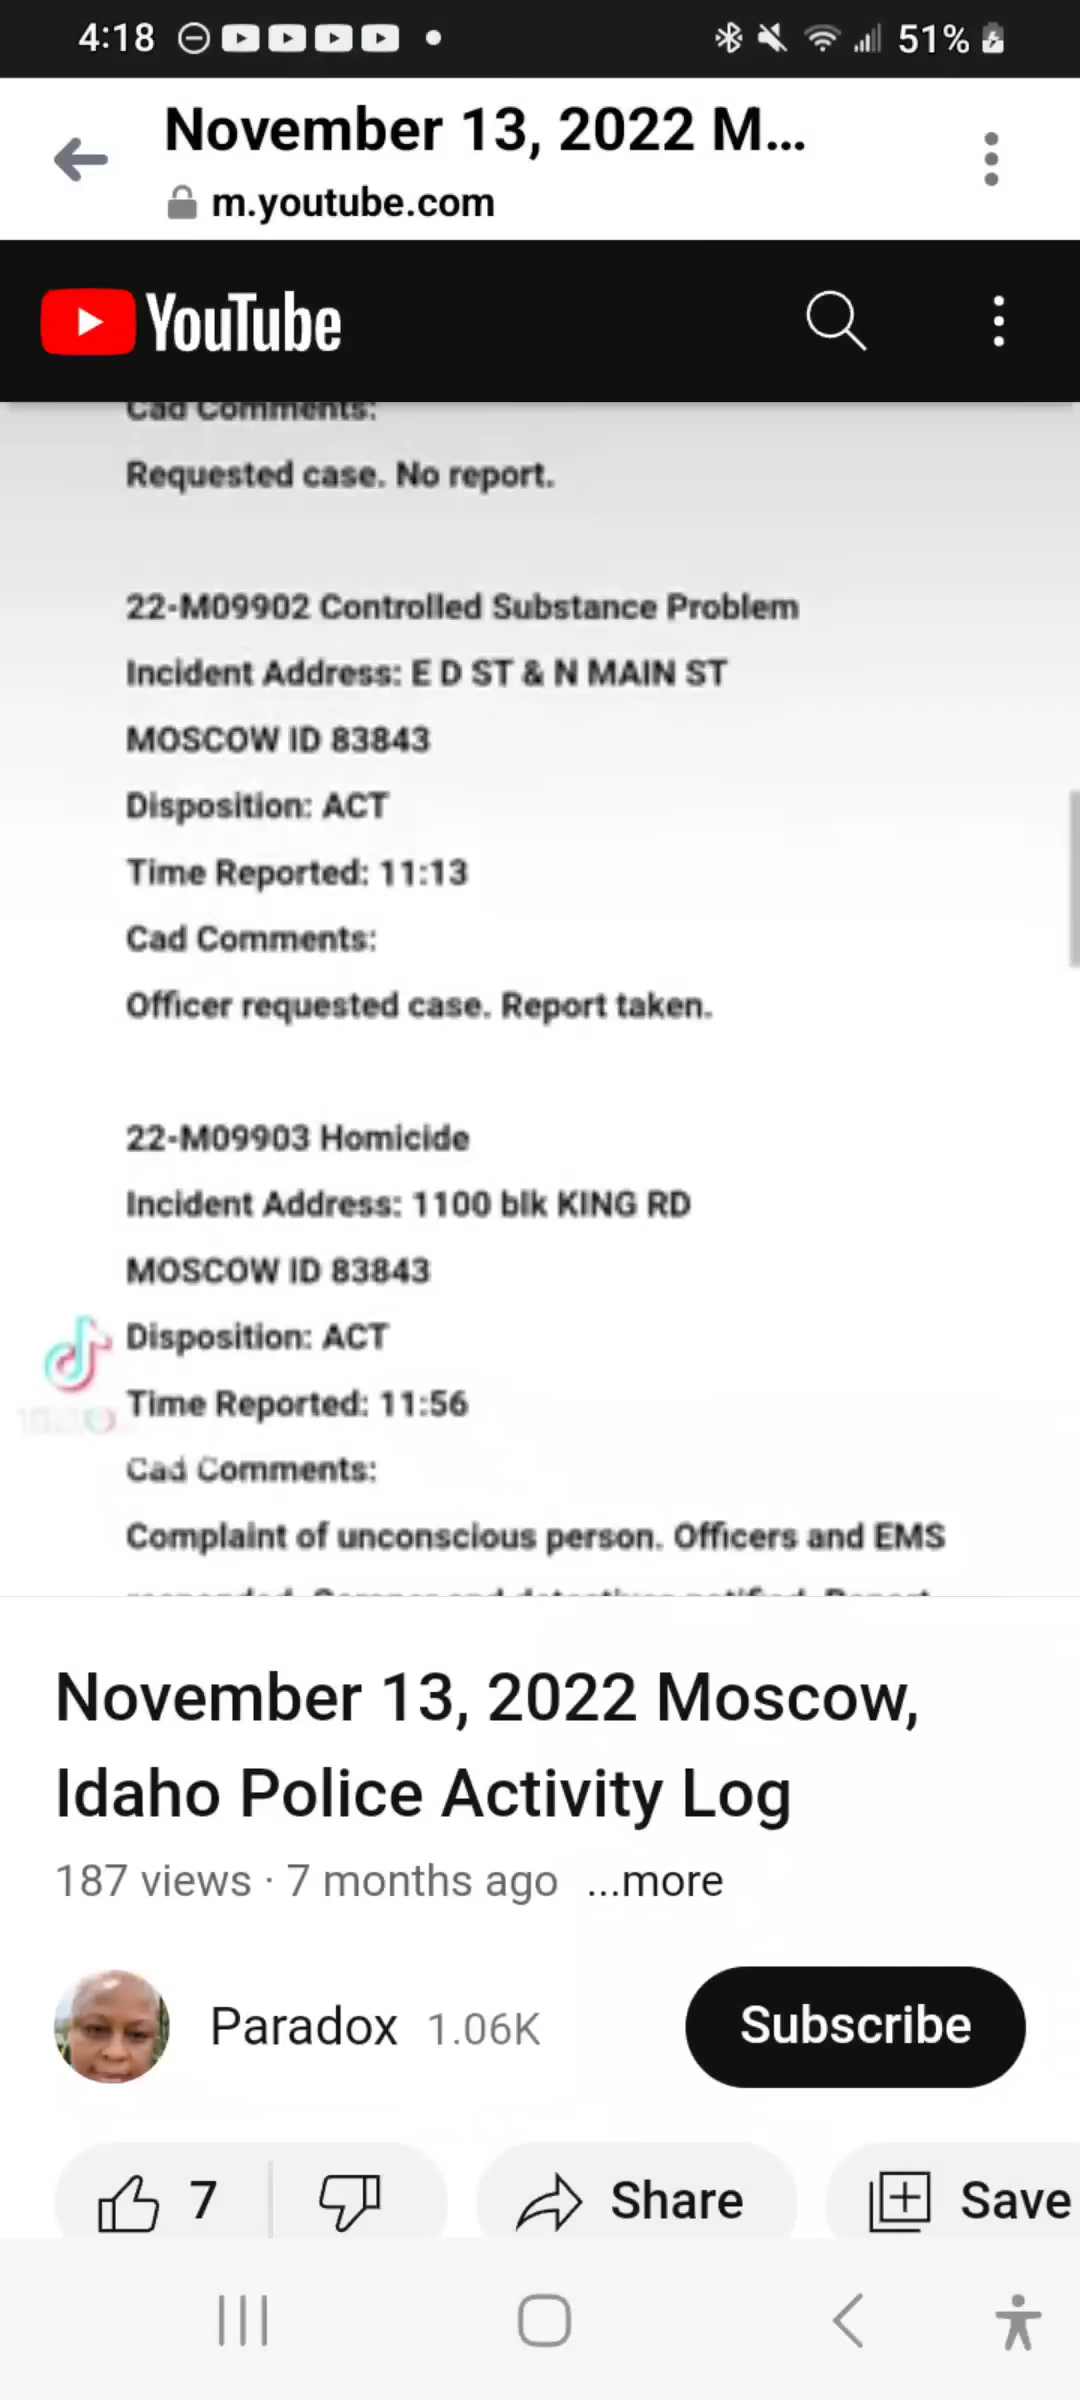 4:18
51%
November 13, 2022 M...
m.youtube.com
YouTube
Cad Comments:
Requested case. No report.
22-M09902 Controlled Substance Problem
Incident Address: E D ST & N MAIN ST
MOSCOW ID 83843
Disposition: ACT
Time Reported: 11:13
Cad Comments:
Officer requested case. Report taken.
22-M09903 Homicide
Incident Address: 1100 blk KING RD
MOSCOW ID 83843
Disposition: ACT
Time Reported: 11:56
Cad Comments:
Complaint of unconscious person. Officers and EMS
November 13, 2022 Moscow,
Idaho Police Activity Log
187 views · 7 months ago ...more
Paradox 1.06K
Subscribe
7
Share
Save